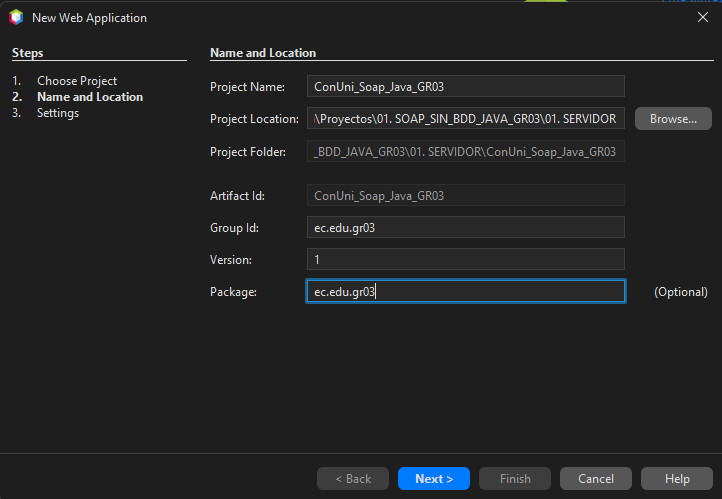 New Web Application
Steps
1. Choose Project
2. Name and Location
3. Settings
Name and Location
Project Name: ConUni_Soap_Java_GR03
Project Location: \Proyectos\01. SOAP_SIN_BDD_JAVA_GR03\01. SERVIDOR Browse...
Project Folder: _BDD_JAVA_GR03\01. SERVIDOR\ConUni_Soap_Java_GR03
Artifact Id: ConUni_Soap_Java_GR03
Group Id: ec.edu.gr03
Version: 1
Package: ec.edu.gr03 (Optional)
< Back Next > Finish Cancel Help